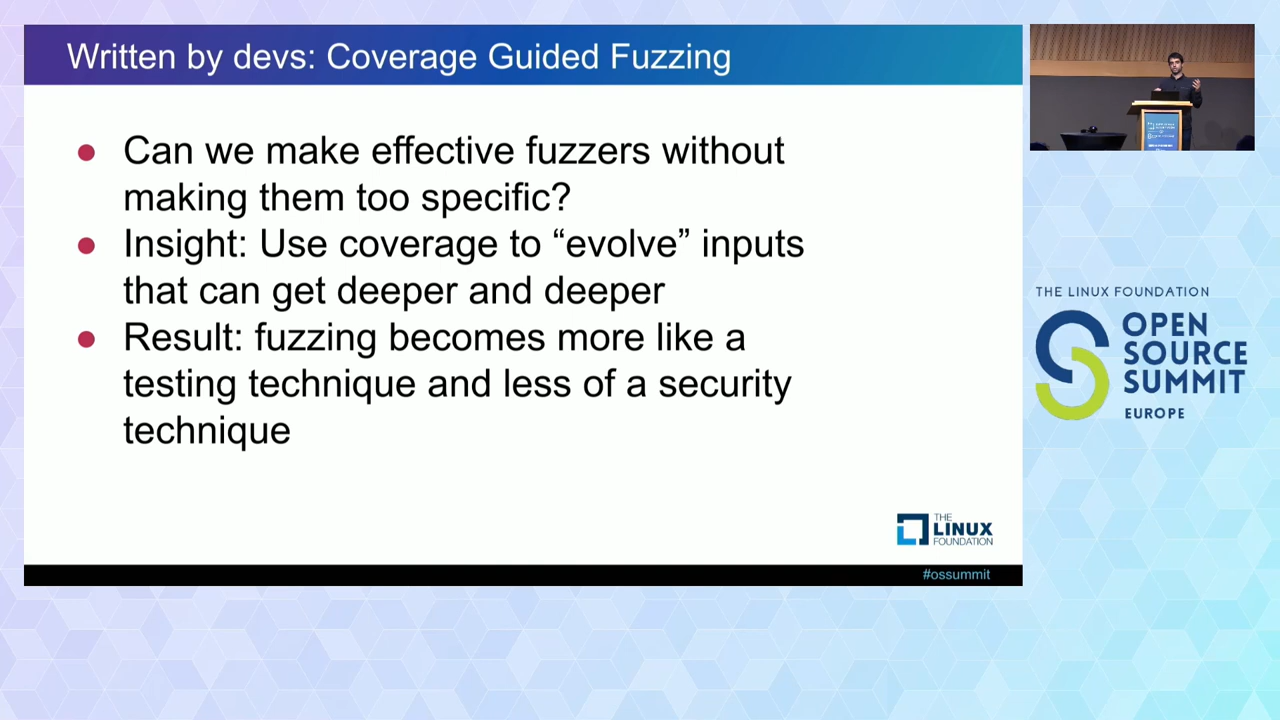 Written by devs: Coverage Guided Fuzzing
● Can we make effective fuzzers without
making them too specific?
● Insight: Use coverage to “evolve” inputs
that can get deeper and deeper
● Result: fuzzing becomes more like a
testing technique and less of a security
technique
THE
LINUX
FOUNDATION
#ossummit
THE LINUX FOUNDATION
OPEN
SOURCE
SUMMIT
EUROPE